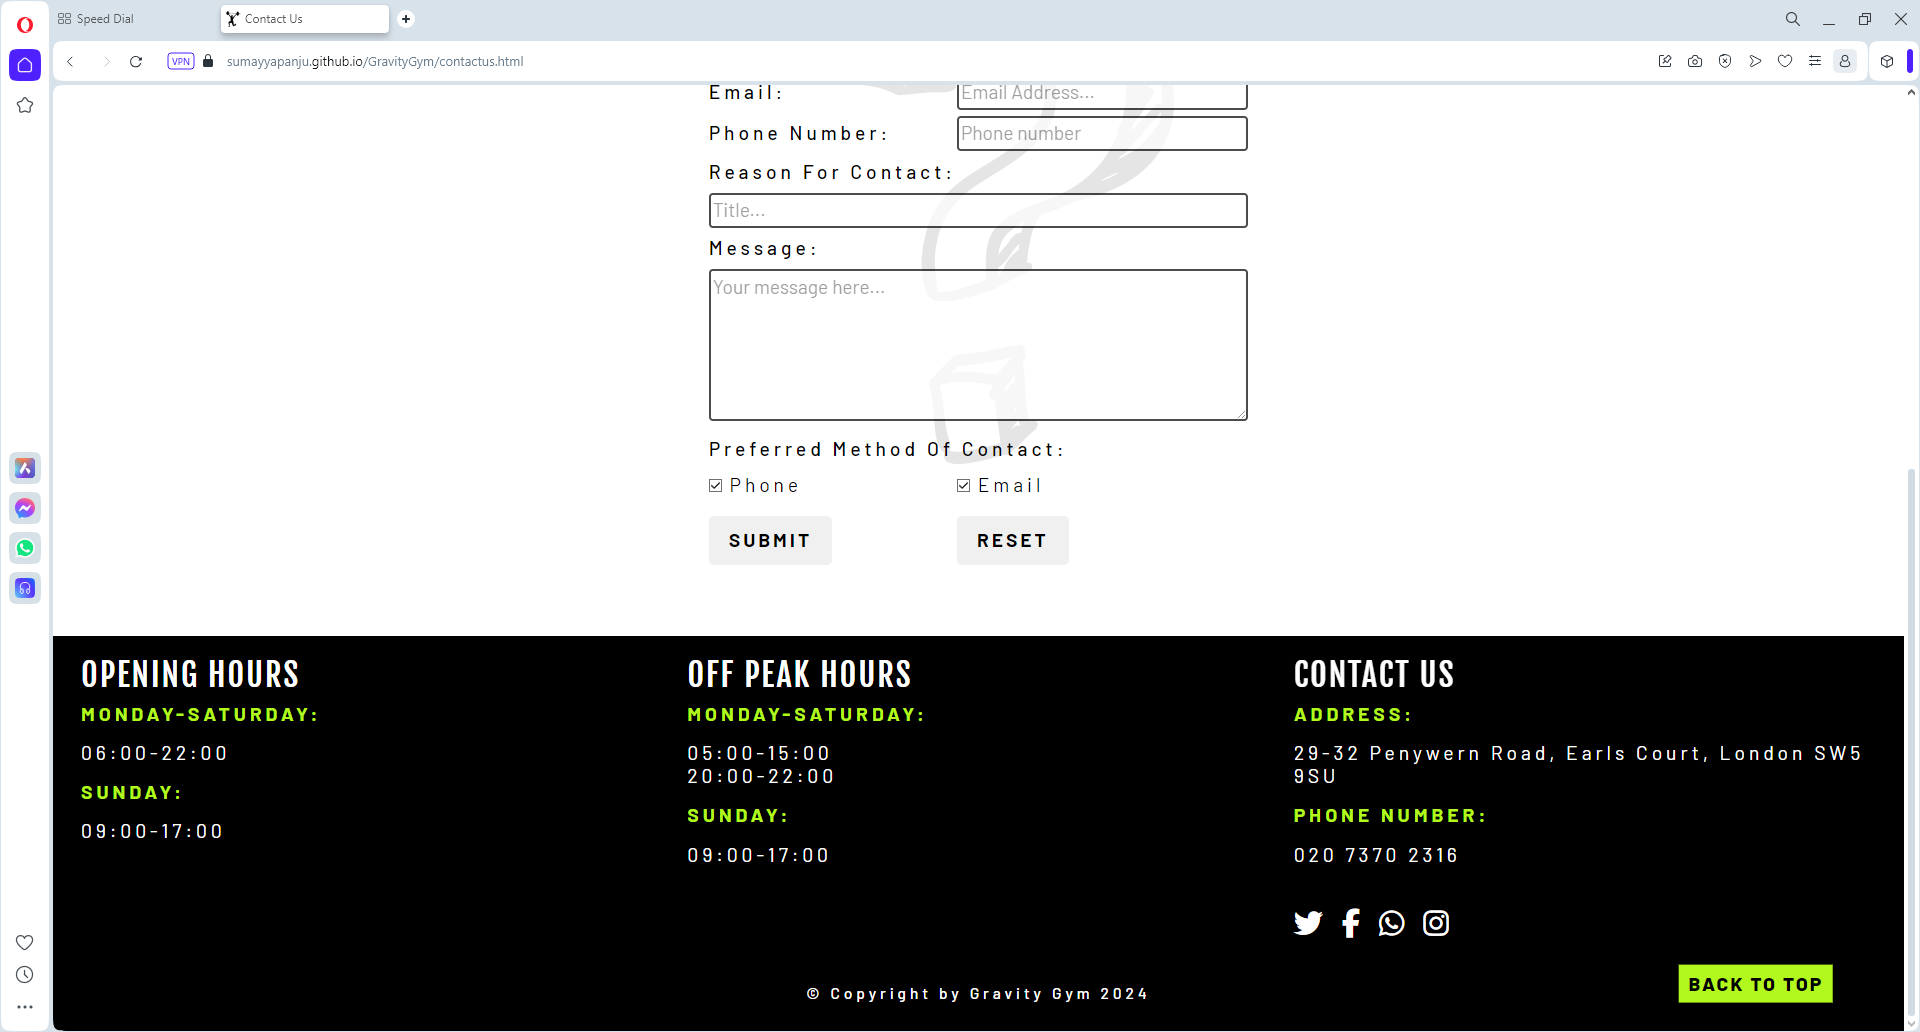 Speed Dial
Contact Us
VPN
sumayyapanju.github.io/GravityGym/contactus.html
Email:
Email Address...
Phone Number:
Phone number
Reason For Contact:
Title...
Message:
Your message here...
Preferred Method Of Contact:
Phone
Email
SUBMIT
RESET
OPENING HOURS
MONDAY-SATURDAY:
06:00-22:00
SUNDAY:
09:00-17:00
OFF PEAK HOURS
MONDAY-SATURDAY:
05:00-15:00
20:00-22:00
SUNDAY:
09:00-17:00
CONTACT US
ADDRESS:
29-32 Penywern Road, Earls Court, London SW5
9SU
PHONE NUMBER:
020 7370 2316
© Copyright by Gravity Gym 2024
BACK TO TOP